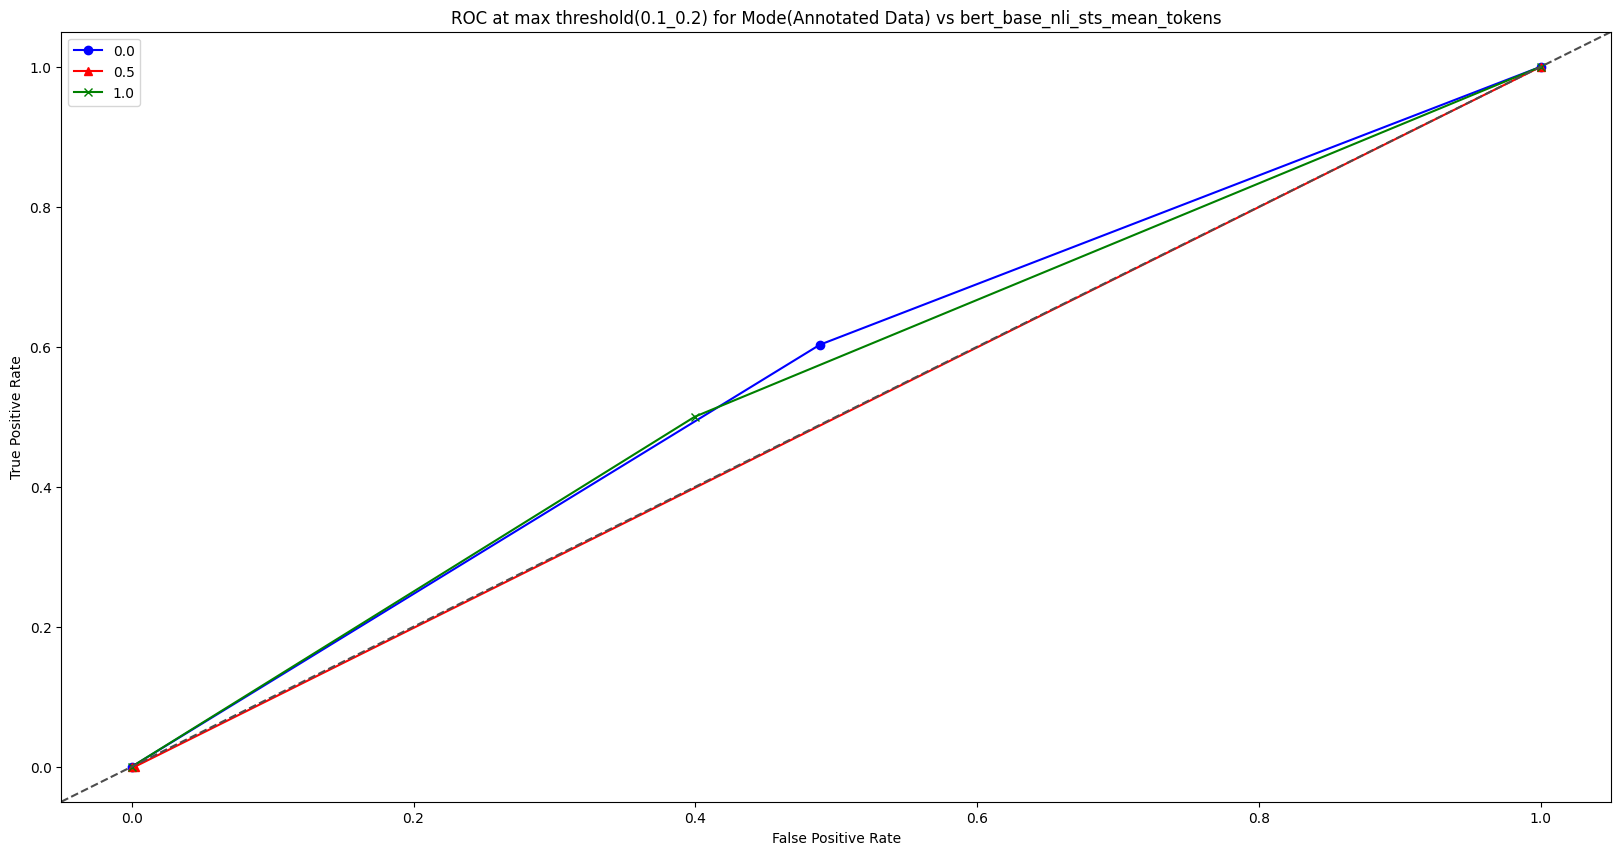 ROC at max threshold(0.1_0.2) for Mode(Annotated Data) vs bert_base_nli_sts_mean_tokens
0.0
0.5
1.0
True Positive Rate
1.0
0.8
0.6
0.4
0.2
0.0
0.0 0.2 0.4 0.6 0.8 1.0
False Positive Rate